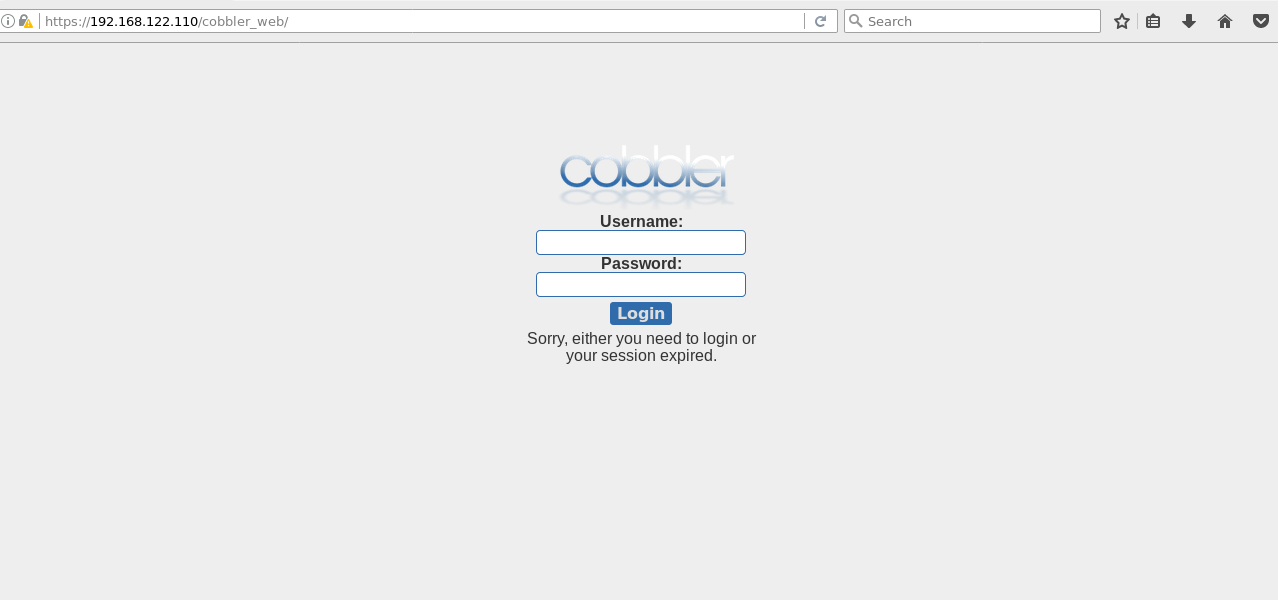 https://192.168.122.110/cobbler_web/
Search
cobbler
Username:
Password:
Login
Sorry, either you need to login or
your session expired.